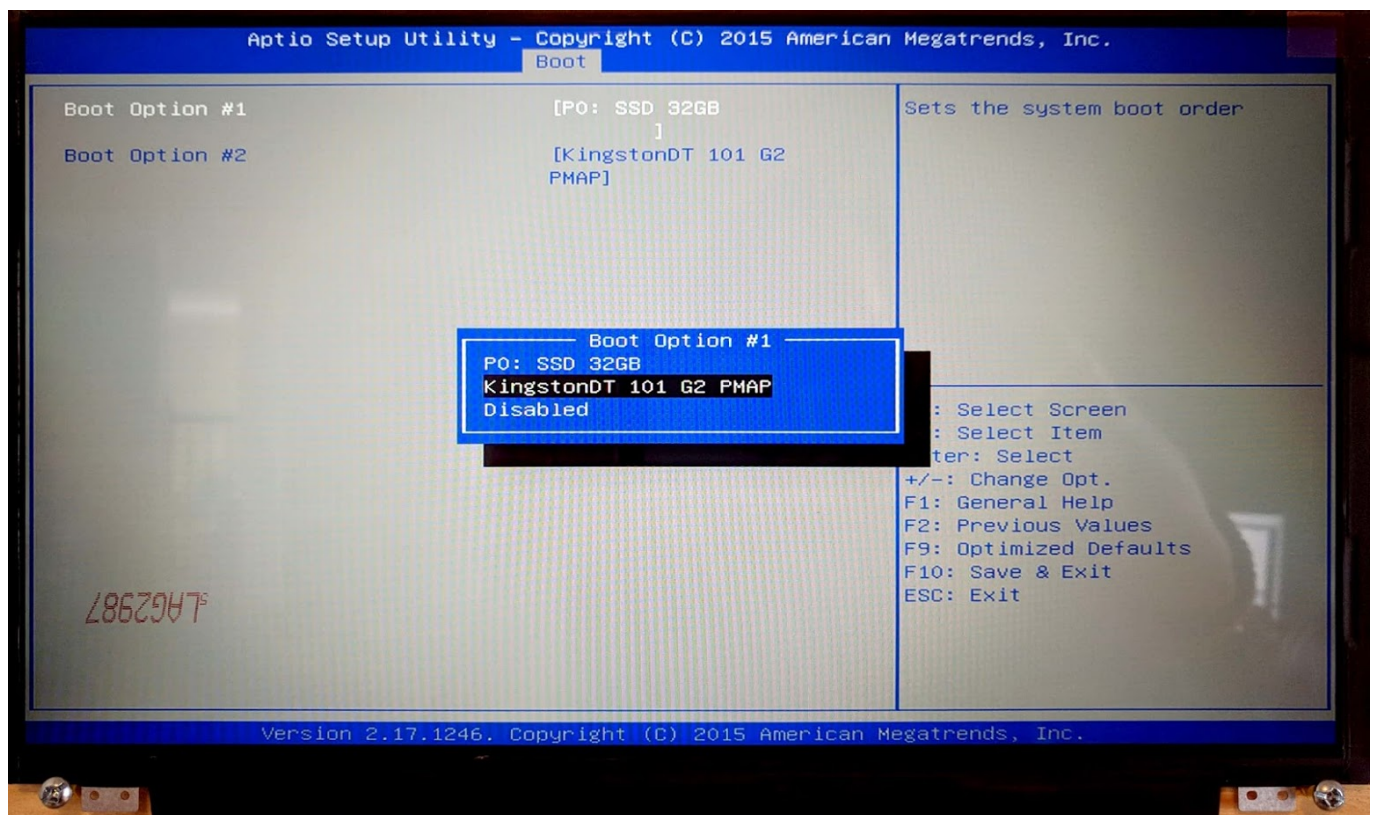 Aptio Setup Utility – Copyright (C) 2015 American Megatrends, Inc.
Boot
Boot Option #1 [P0: SSD 32GB
]
Boot Option #2 [KingstonDT 101 G2
PMAP]
Sets the system boot order
Boot Option #1
P0: SSD 32GB
KingstonDT 101 G2 PMAP
Disabled
: Select Screen
: Select Item
ter: Select
+/-: Change Opt.
F1: General Help
F2: Previous Values
F9: Optimized Defaults
F10: Save & Exit
ESC: Exit
5LAG2987
Version 2.17.1246. Copyright (C) 2015 American Megatrends, Inc.